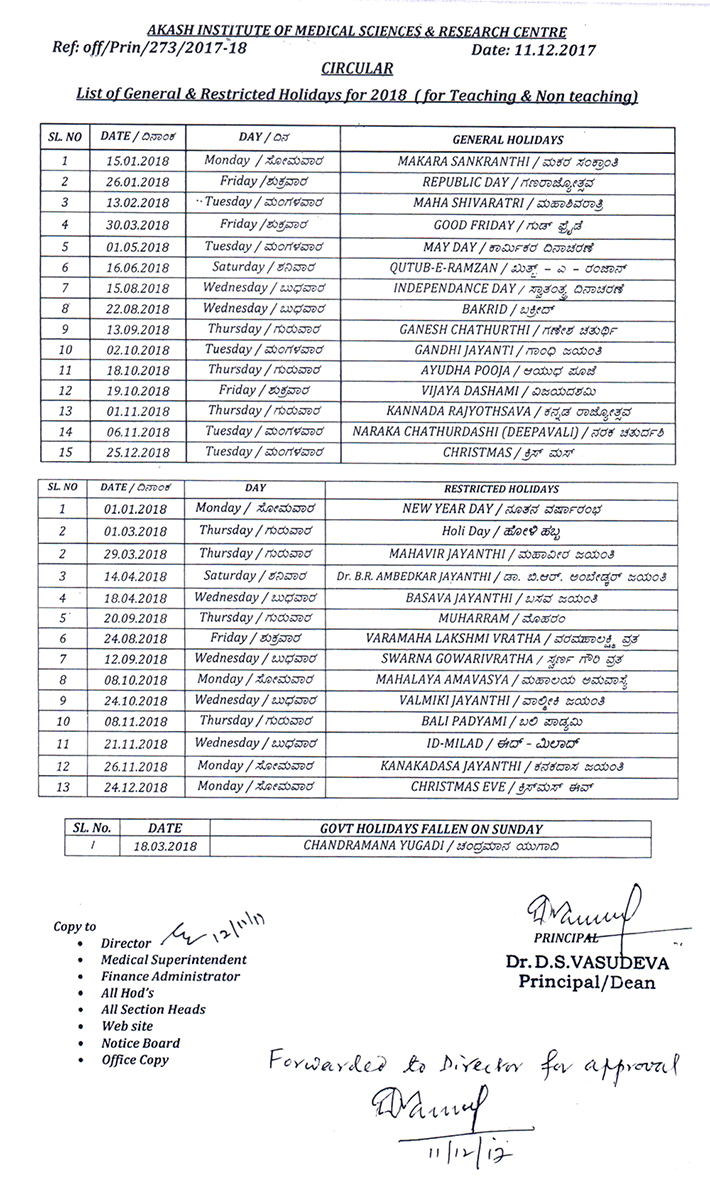 AKASH INSTITUTE OF MEDICAL SCIENCES & RESEARCH CENTRE
Ref: off/Prin/273/2017-18 Date: 11.12.2017
CIRCULAR
List of General & Restricted Holidays for 2018 ( for Teaching & Non teaching)
SL. NO DATE / ದಿನಾಂಕ DAY / ದಿನ GENERAL HOLIDAYS
1 15.01.2018 Monday / ಸೋಮವಾರ MAKARA SANKRANTHI / ಮಕರ ಸಂಕ್ರಾಂತಿ
2 26.01.2018 Friday /ಶುಕ್ರವಾರ REPUBLIC DAY / ಗಣರಾಜ್ಯೋತ್ಸವ
3 13.02.2018 Tuesday / ಮಂಗಳವಾರ MAHA SHIVARATRI / ಮಹಾಶಿವರಾತ್ರಿ
4 30.03.2018 Friday /ಶುಕ್ರವಾರ GOOD FRIDAY / ಗುಡ್ ಫ್ರೈಡೆ
5 01.05.2018 Tuesday / ಮಂಗಳವಾರ MAY DAY / ಕಾರ್ಮಿಕರ ದಿನಾಚರಣೆ
6 16.06.2018 Saturday / ಶನಿವಾರ QUTUB-E-RAMZAN / ಖುತ್ಬ್ - ಎ - ರಂಜಾನ್
7 15.08.2018 Wednesday / ಬುಧವಾರ INDEPENDANCE DAY / ಸ್ವಾತಂತ್ರ್ಯ ದಿನಾಚರಣೆ
8 22.08.2018 Wednesday / ಬುಧವಾರ BAKRID / ಬಕ್ರೀದ್
9 13.09.2018 Thursday / ಗುರುವಾರ GANESH CHATHURTHI / ಗಣೇಶ ಚತುರ್ಥಿ
10 02.10.2018 Tuesday / ಮಂಗಳವಾರ GANDHI JAYANTI / ಗಾಂಧಿ ಜಯಂತಿ
11 18.10.2018 Thursday / ಗುರುವಾರ AYUDHA POOJA / ಆಯುಧ ಪೂಜೆ
12 19.10.2018 Friday / ಶುಕ್ರವಾರ VIJAYA DASHAMI / ವಿಜಯದಶಮಿ
13 01.11.2018 Thursday / ಗುರುವಾರ KANNADA RAJYOTHSAVA / ಕನ್ನಡ ರಾಜ್ಯೋತ್ಸವ
14 06.11.2018 Tuesday / ಮಂಗಳವಾರ NARAKA CHATHURDASHI (DEEPAVALI) / ನರಕ ಚತುರ್ದಶಿ
15 25.12.2018 Tuesday / ಮಂಗಳವಾರ CHRISTMAS / ಕ್ರಿಸ್ ಮಸ್
SL. NO DATE / ದಿನಾಂಕ DAY RESTRICTED HOLIDAYS
1 01.01.2018 Monday / ಸೋಮವಾರ NEW YEAR DAY / ನೂತನ ವರ್ಷಾರಂಭ
2 01.03.2018 Thursday / ಗುರುವಾರ Holi Day / ಹೋಳಿ ಹಬ್ಬ
2 29.03.2018 Thursday / ಗುರುವಾರ MAHAVIR JAYANTHI / ಮಹಾವೀರ ಜಯಂತಿ
3 14.04.2018 Saturday / ಶನಿವಾರ Dr. B.R. AMBEDKAR JAYANTHI / ಡಾ. ಬಿ.ಆರ್. ಅಂಬೇಡ್ಕರ್ ಜಯಂತಿ
4 18.04.2018 Wednesday / ಬುಧವಾರ BASAVA JAYANTHI / ಬಸವ ಜಯಂತಿ
5 20.09.2018 Thursday / ಗುರುವಾರ MUHARRAM / ಮೊಹರಂ
6 24.08.2018 Friday / ಶುಕ್ರವಾರ VARAMAHA LAKSHMI VRATHA / ವರಮಹಾಲಕ್ಷ್ಮಿ ವ್ರತ
7 12.09.2018 Wednesday / ಬುಧವಾರ SWARNA GOWARIVRATHA / ಸ್ವರ್ಣ ಗೌರಿ ವ್ರತ
8 08.10.2018 Monday / ಸೋಮವಾರ MAHALAYA AMAVASYA / ಮಹಾಲಯ ಅಮವಾಸ್ಯೆ
9 24.10.2018 Wednesday / ಬುಧವಾರ VALMIKI JAYANTHI / ವಾಲ್ಮೀಕಿ ಜಯಂತಿ
10 08.11.2018 Thursday / ಗುರುವಾರ BALI PADYAMI / ಬಲಿ ಪಾಡ್ಯಮಿ
11 21.11.2018 Wednesday / ಬುಧವಾರ ID-MILAD / ಈದ್ - ಮಿಲಾದ್
12 26.11.2018 Monday / ಸೋಮವಾರ KANAKADASA JAYANTHI / ಕನಕದಾಸ ಜಯಂತಿ
13 24.12.2018 Monday / ಸೋಮವಾರ CHRISTMAS EVE / ಕ್ರಿಸ್‌ಮಸ್ ಈವ್
SL. No. DATE GOVT HOLIDAYS FALLEN ON SUNDAY
1 18.03.2018 CHANDRAMANA YUGADI / ಚಂದ್ರಮಾನ ಯುಗಾದಿ
Copy to
• Director 12/11/17
• Medical Superintendent
• Finance Administrator
• All Hod's
• All Section Heads
• Web site
• Notice Board
• Office Copy
PRINCIPAL
Dr. D.S.VASUDEVA
Principal/Dean
Forwarded to Director for approval
11/12/17